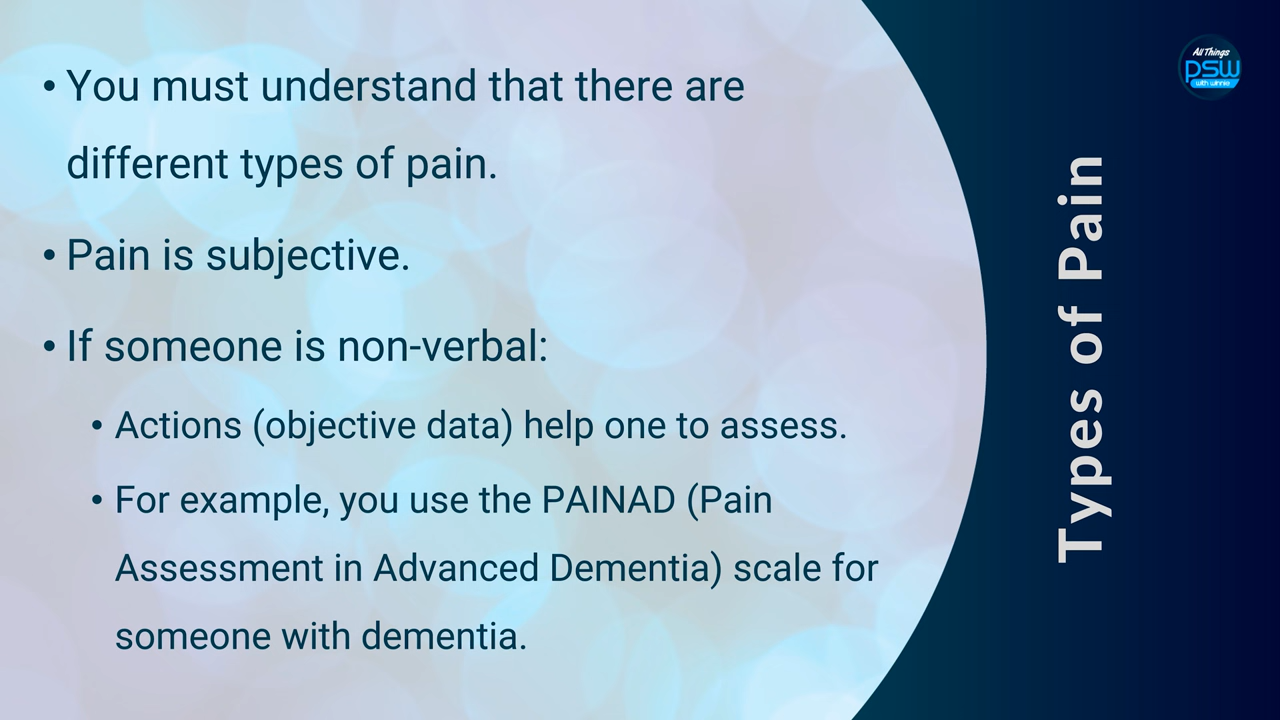 • You must understand that there are
different types of pain.
• Pain is subjective.
• If someone is non-verbal:
• Actions (objective data) help one to assess.
• For example, you use the PAINAD (Pain
Assessment in Advanced Dementia) scale for
someone with dementia.
Types of Pain
All Things
PSW
with winnie